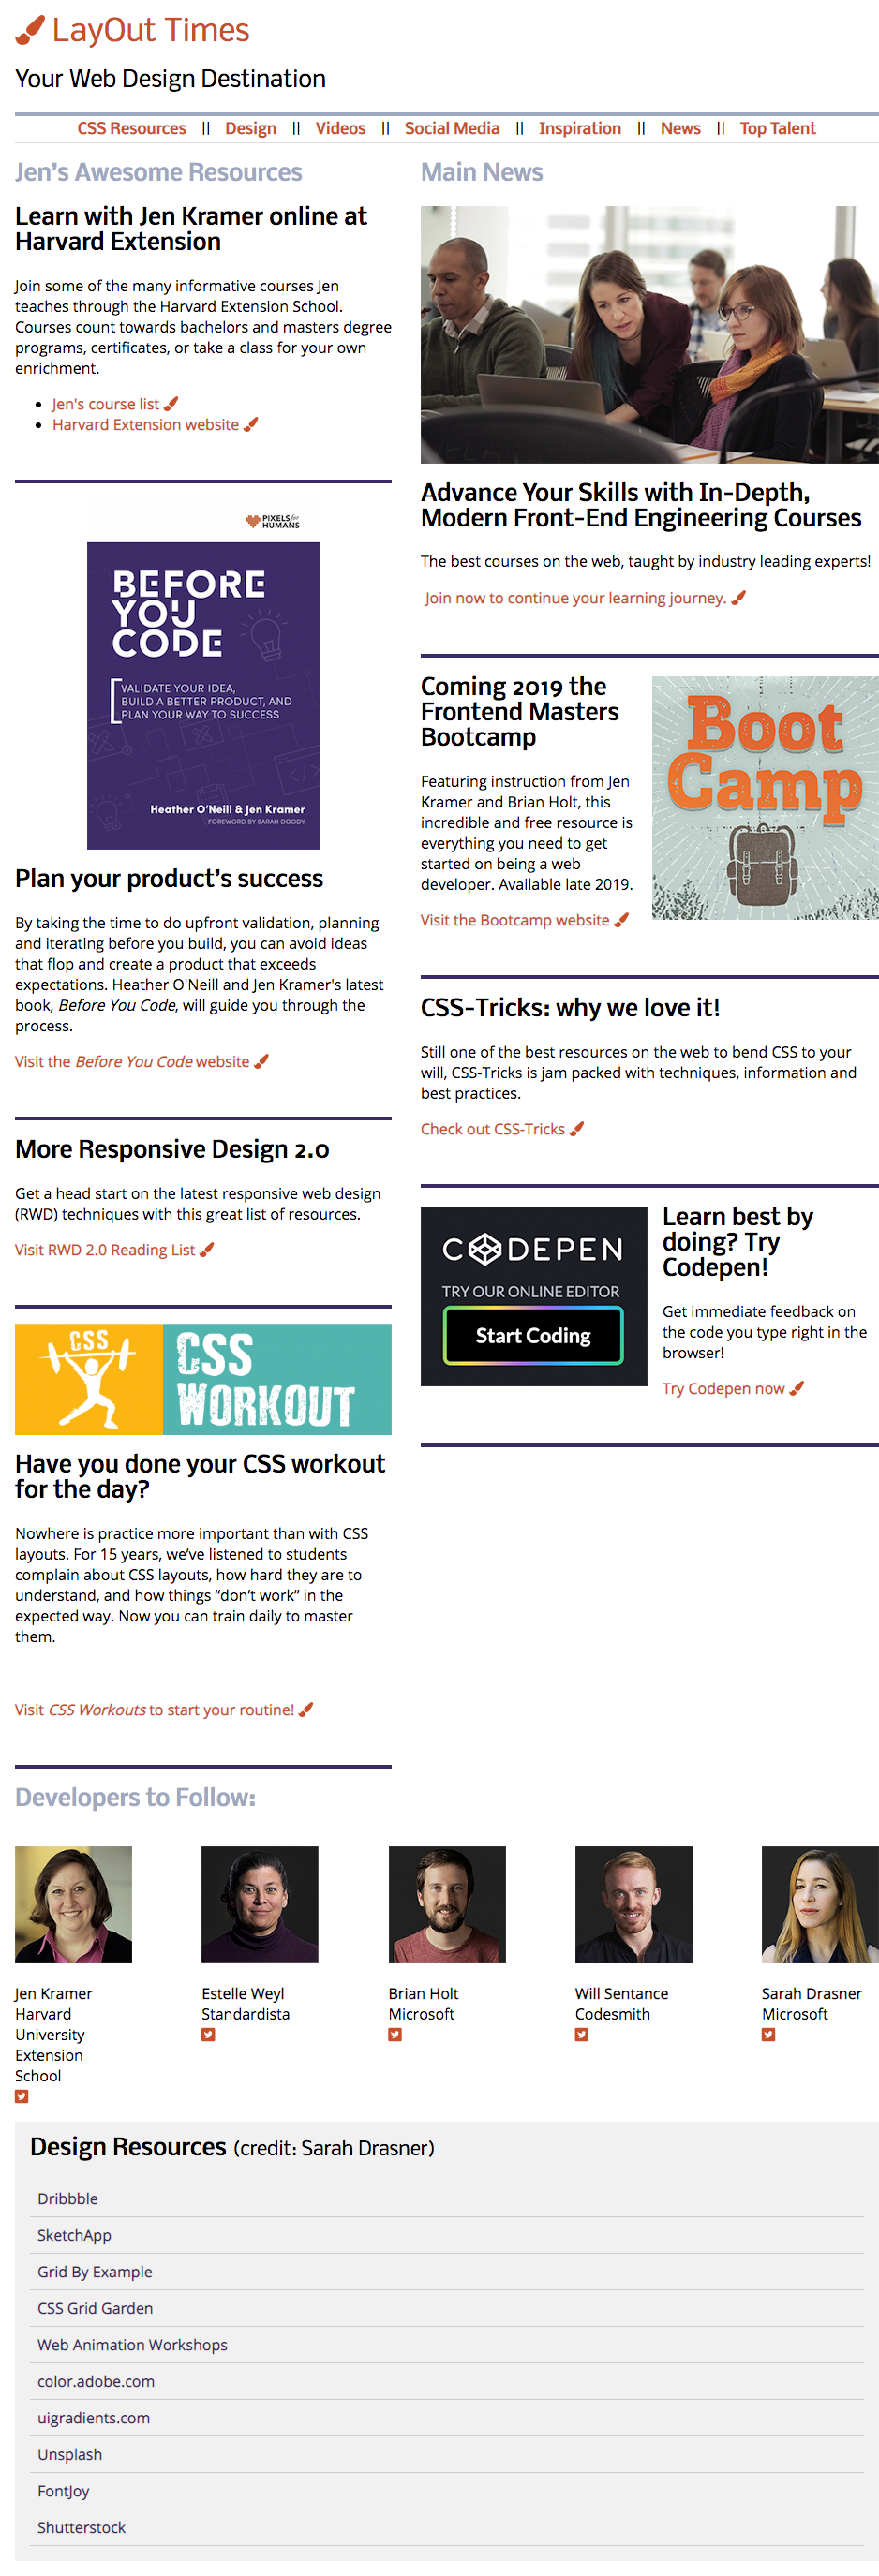 LayOut Times
Your Web Design Destination
CSS Resources || Design || Videos || Social Media || Inspiration || News || Top Talent
Jen’s Awesome Resources
Learn with Jen Kramer online at
Harvard Extension
Join some of the many informative courses Jen
teaches through the Harvard Extension School.
Courses count towards bachelors and masters degree
programs, certificates, or take a class for your own
enrichment.
Jen's course list
Harvard Extension website
PIXELS for
HUMANS
BEFORE
YOU
CODE
VALIDATE YOUR IDEA,
BUILD A BETTER PRODUCT, AND
PLAN YOUR WAY TO SUCCESS
Heather O'Neill & Jen Kramer
FOREWORD BY SARAH DOODY
Plan your product’s success
By taking the time to do upfront validation, planning
and iterating before you build, you can avoid ideas
that flop and create a product that exceeds
expectations. Heather O'Neill and Jen Kramer's latest
book, Before You Code, will guide you through the
process.
Visit the Before You Code website
More Responsive Design 2.0
Get a head start on the latest responsive web design
(RWD) techniques with this great list of resources.
Visit RWD 2.0 Reading List
CSS
CSS
WORKOUT
Have you done your CSS workout
for the day?
Nowhere is practice more important than with CSS
layouts. For 15 years, we’ve listened to students
complain about CSS layouts, how hard they are to
understand, and how things “don’t work” in the
expected way. Now you can train daily to master
them.
Visit CSS Workouts to start your routine!
Main News
Advance Your Skills with In-Depth,
Modern Front-End Engineering Courses
The best courses on the web, taught by industry leading experts!
Join now to continue your learning journey.
Coming 2019 the
Frontend Masters
Bootcamp
Featuring instruction from Jen
Kramer and Brian Holt, this
incredible and free resource is
everything you need to get
started on being a web
developer. Available late 2019.
Visit the Bootcamp website
Boot
Camp
CSS-Tricks: why we love it!
Still one of the best resources on the web to bend CSS to your
will, CSS-Tricks is jam packed with techniques, information and
best practices.
Check out CSS-Tricks
CODEPEN
TRY OUR ONLINE EDITOR
Start Coding
Learn best by
doing? Try
Codepen!
Get immediate feedback on
the code you type right in the
browser!
Try Codepen now
Developers to Follow:
Jen Kramer
Harvard
University
Extension
School
Estelle Weyl
Standardista
Brian Holt
Microsoft
Will Sentance
Codesmith
Sarah Drasner
Microsoft
Design Resources (credit: Sarah Drasner)
Dribbble
SketchApp
Grid By Example
CSS Grid Garden
Web Animation Workshops
color.adobe.com
uigradients.com
Unsplash
FontJoy
Shutterstock